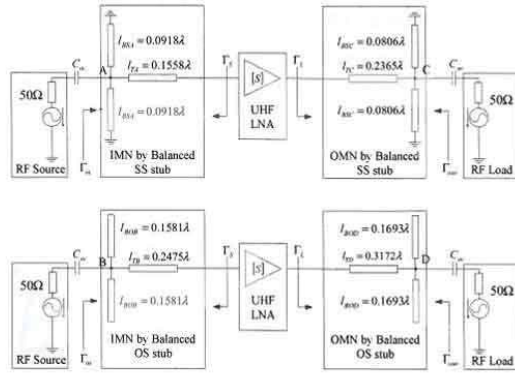 l_BSA=0.0918λ
l_BSC=0.0806λ
A
C
C_oc
l_TA=0.1558λ
Γ_S
[S]
Γ_L
l_TC=0.2365λ
50Ω
50Ω
l_BSA=0.0918λ
UHF
LNA
l_BSC=0.0806λ
RF Source
Γ_in
IMN by Balanced
SS stub
OMN by Balanced
SS stub
Γ_out
RF Load
l_BOB=0.1581λ
l_BOD=0.1693λ
B
D
l_TB=0.2475λ
Γ_S
[S]
Γ_L
l_TD=0.3172λ
50Ω
50Ω
l_BOB=0.1581λ
UHF
LNA
l_BOD=0.1693λ
RF Source
Γ_in
IMN by Balanced
OS stub
OMN by Balanced
OS stub
Γ_out
RF Load